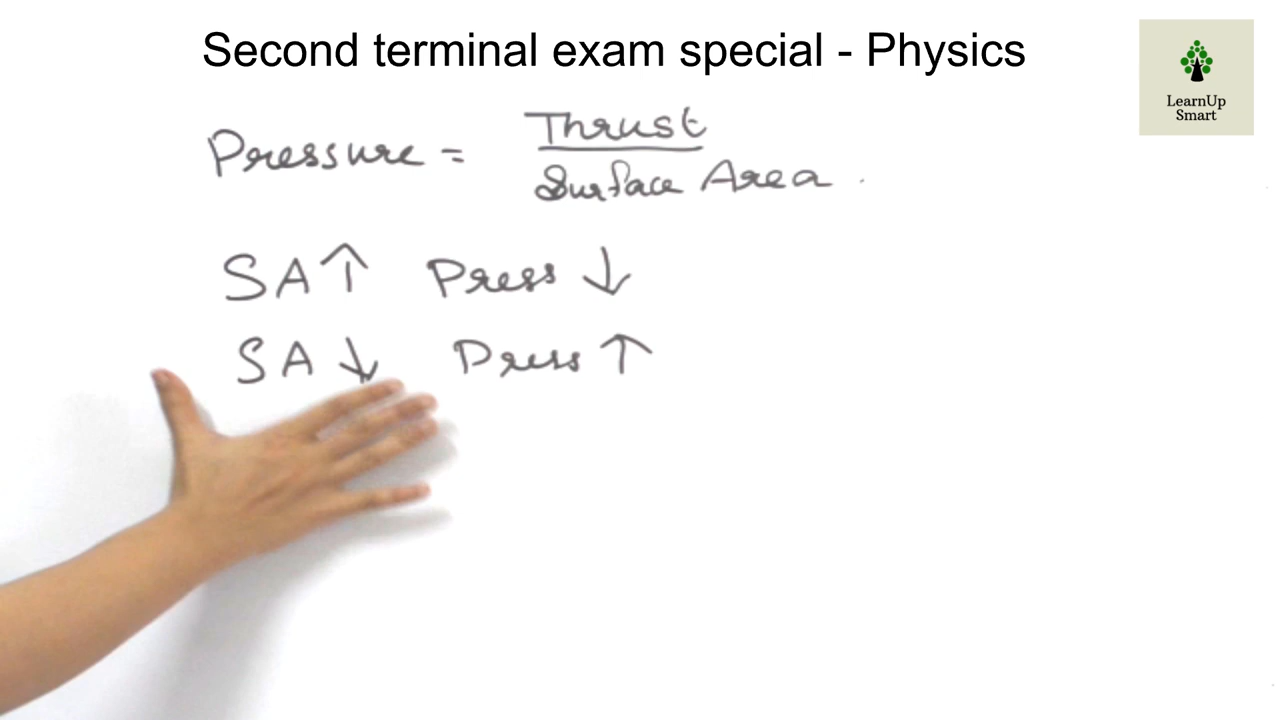 Second terminal exam special - Physics
LearnUp
Smart
Pressure = Thrust
Surface Area
SA ↑ Press ↓
SA ↓ Press ↑